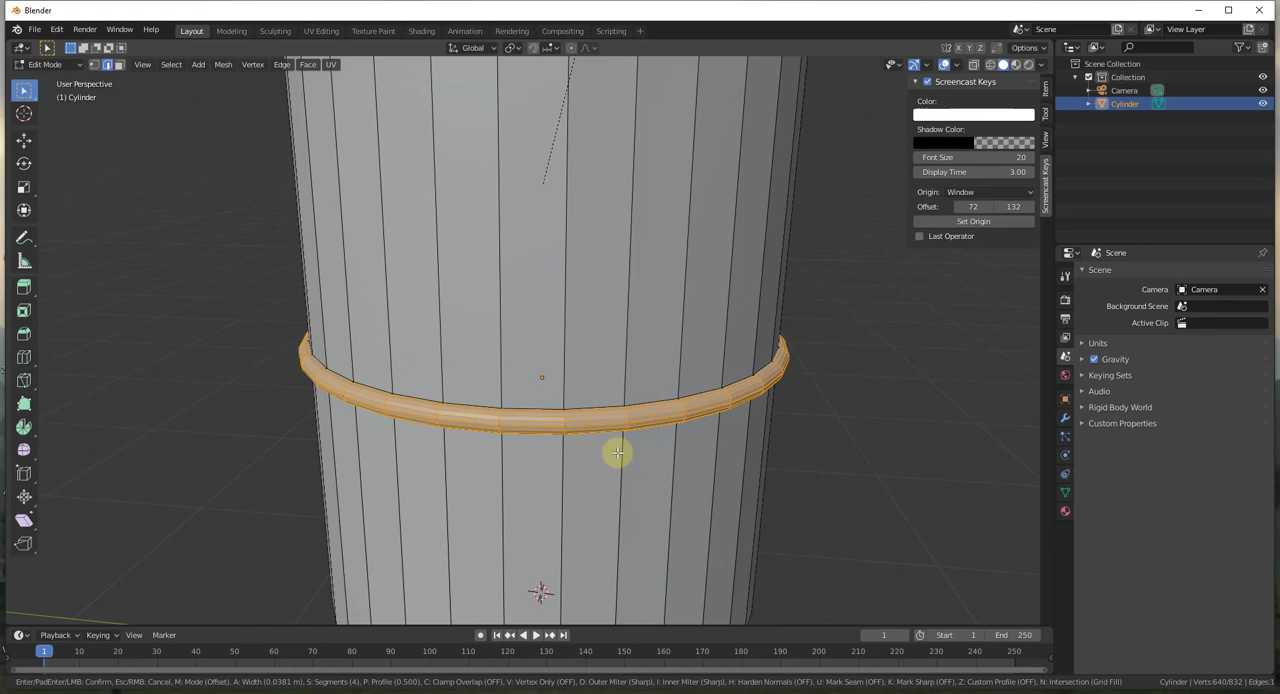 Blender
File Edit Render Window Help Layout Modeling Sculpting UV Editing Texture Paint Shading Animation Rendering Compositing Scripting + Scene View Layer
Global X Y Z Options
Edit Mode View Select Add Mesh Vertex Edge Face UV
User Perspective
(1) Cylinder
Screencast Keys
Color:
Shadow Color:
Font Size 20
Display Time 3.00
Origin: Window
Offset: 72 132
Set Origin
Last Operator
Item
Tool
View
Screencast Keys
Scene Collection
Collection
Camera
Cylinder
Scene
Scene
Camera Camera
Background Scene
Active Clip
Units
Gravity
Keying Sets
Audio
Rigid Body World
Custom Properties
Playback Keying View Marker 1 Start 1 End 250
1 10 20 30 40 50 60 70 80 90 100 110 120 130 140 150 160 170 180 190 200 210 220 230 240 250
Enter/PadEnter/LMB: Confirm, Esc/RMB: Cancel, M: Mode (Offset), A: Width (0.0381 m), S: Segments (4), P: Profile (0.500), C: Clamp Overlap (OFF), V: Vertex Only (OFF), O: Outer Miter (Sharp), I: Inner Miter (Sharp), H: Harden Normals (OFF), U: Mark Seam (OFF), K: Mark Sharp (OFF), Z: Custom Profile (OFF), N: Intersection (Grid Fill) Cylinder | Verts:640/832 | Edges:1